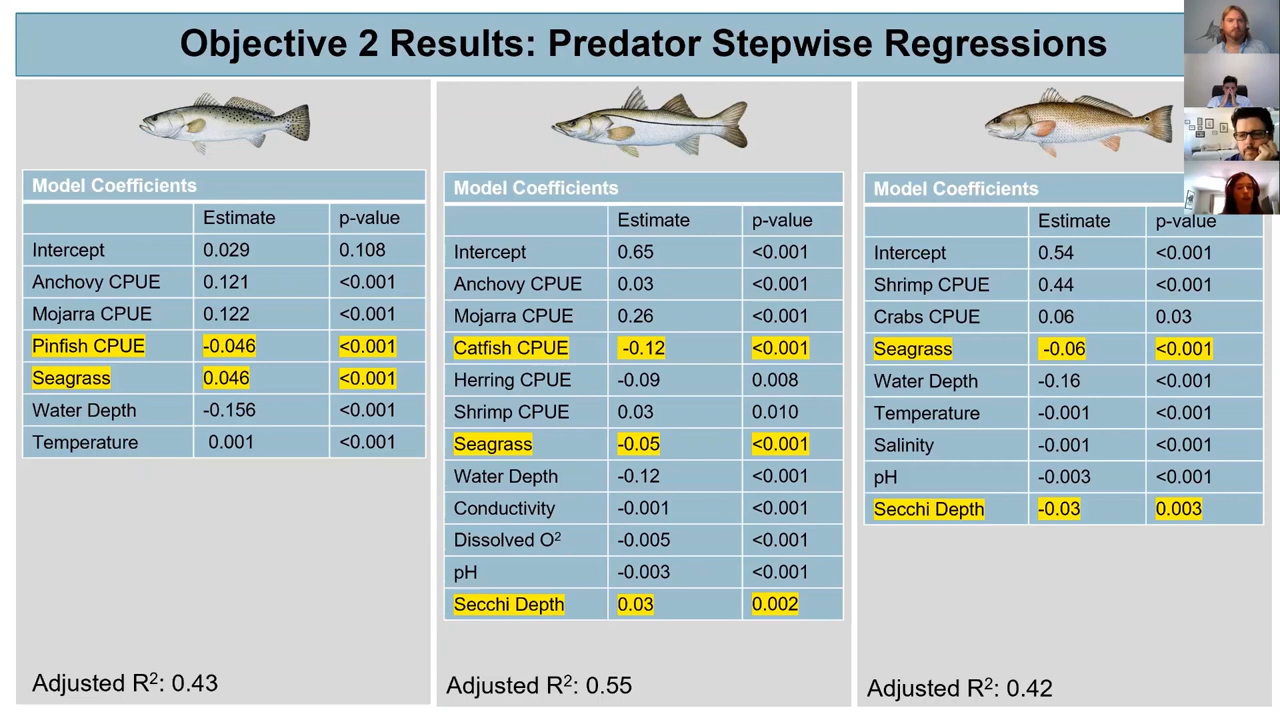 Objective 2 Results: Predator Stepwise Regressions
Model Coefficients
Estimate p-value
Intercept 0.029 0.108
Anchovy CPUE 0.121 <0.001
Mojarra CPUE 0.122 <0.001
Pinfish CPUE -0.046 <0.001
Seagrass 0.046 <0.001
Water Depth -0.156 <0.001
Temperature 0.001 <0.001
Adjusted R²: 0.43
Model Coefficients
Estimate p-value
Intercept 0.65 <0.001
Anchovy CPUE 0.03 <0.001
Mojarra CPUE 0.26 <0.001
Catfish CPUE -0.12 <0.001
Herring CPUE -0.09 0.008
Shrimp CPUE 0.03 0.010
Seagrass -0.05 <0.001
Water Depth -0.12 <0.001
Conductivity -0.001 <0.001
Dissolved O² -0.005 <0.001
pH -0.003 <0.001
Secchi Depth 0.03 0.002
Adjusted R²: 0.55
Model Coefficients
Estimate p-value
Intercept 0.54 <0.001
Shrimp CPUE 0.44 <0.001
Crabs CPUE 0.06 0.03
Seagrass -0.06 <0.001
Water Depth -0.16 <0.001
Temperature -0.001 <0.001
Salinity -0.001 <0.001
pH -0.003 <0.001
Secchi Depth -0.03 0.003
Adjusted R²: 0.42